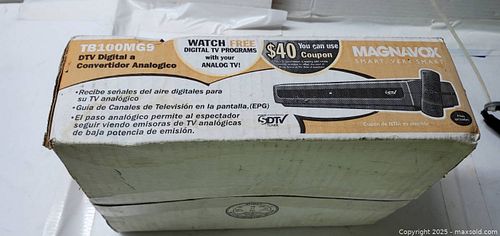 TB100MG9
DTV Digital a
Convertidor Analogico
WATCH FREE
DIGITAL TV PROGRAMS
with your
ANALOG TV!
$40 You can use
Coupon
MAGNAVOX
SMART. VERY SMART.
•Recibe señales del aire digitales para
su TV analógico
•Guía de Canales de Televisión en la pantalla.(EPG)
•El paso analógico permite al espectador
seguir viendo emisoras de TV analógicas
de baja potencia de emisión.
SDTV
Copyright © 2025 - maxsold.com